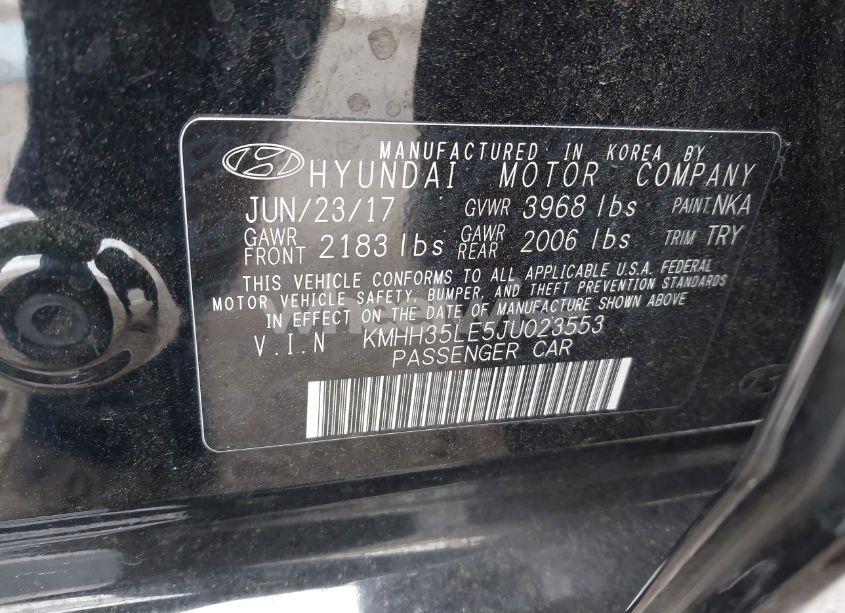 MANUFACTURED IN KOREA BY
HYUNDAI MOTOR COMPANY
JUN/23/17 GVWR 3968 lbs PAINT:NKA
GAWR FRONT 2183 lbs GAWR REAR 2006 lbs TRIM TRY
THIS VEHICLE CONFORMS TO ALL APPLICABLE U.S.A. FEDERAL
MOTOR VEHICLE SAFETY, BUMPER, AND THEFT PREVENTION STANDARDS
IN EFFECT ON THE DATE OF MANUFACTURE SHOWN ABOVE
V.I.N KMHH35LE5JU023553
PASSENGER CAR